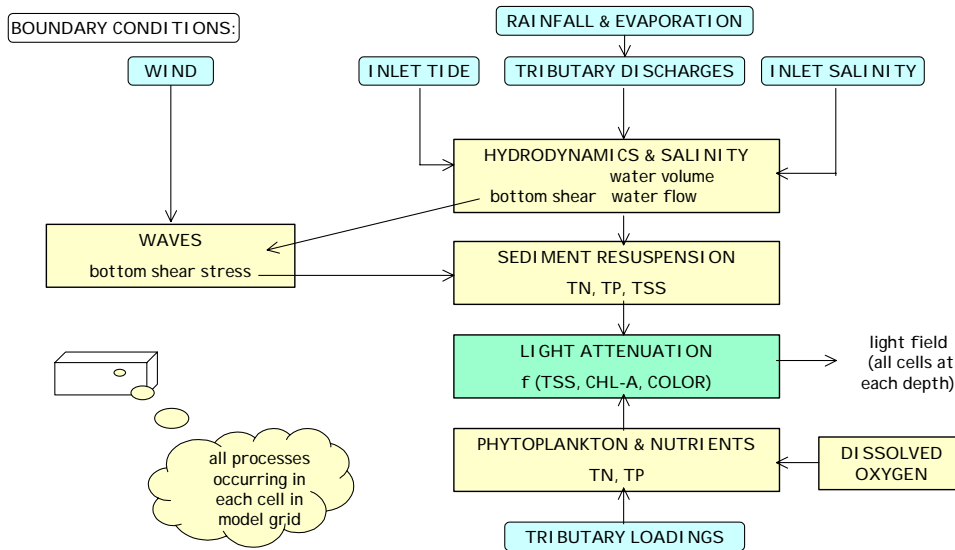 RAINFALL & EVAPORATION
BOUNDARY CONDITIONS:
WIND
INLET TIDE
TRIBUTARY DISCHARGES
INLET SALINITY
HYDRODYNAMICS & SALINITY
water volume
bottom shear water flow
WAVES
bottom shear stress
SEDIMENT RESUSPENSION
TN, TP, TSS
LIGHT ATTENUATION
f (TSS, CHL-A, COLOR)
light field
(all cells at
each depth)
PHYTOPLANKTON & NUTRIENTS
TN, TP
DISSOLVED
OXYGEN
all processes
occurring in
each cell in
model grid
TRIBUTARY LOADINGS